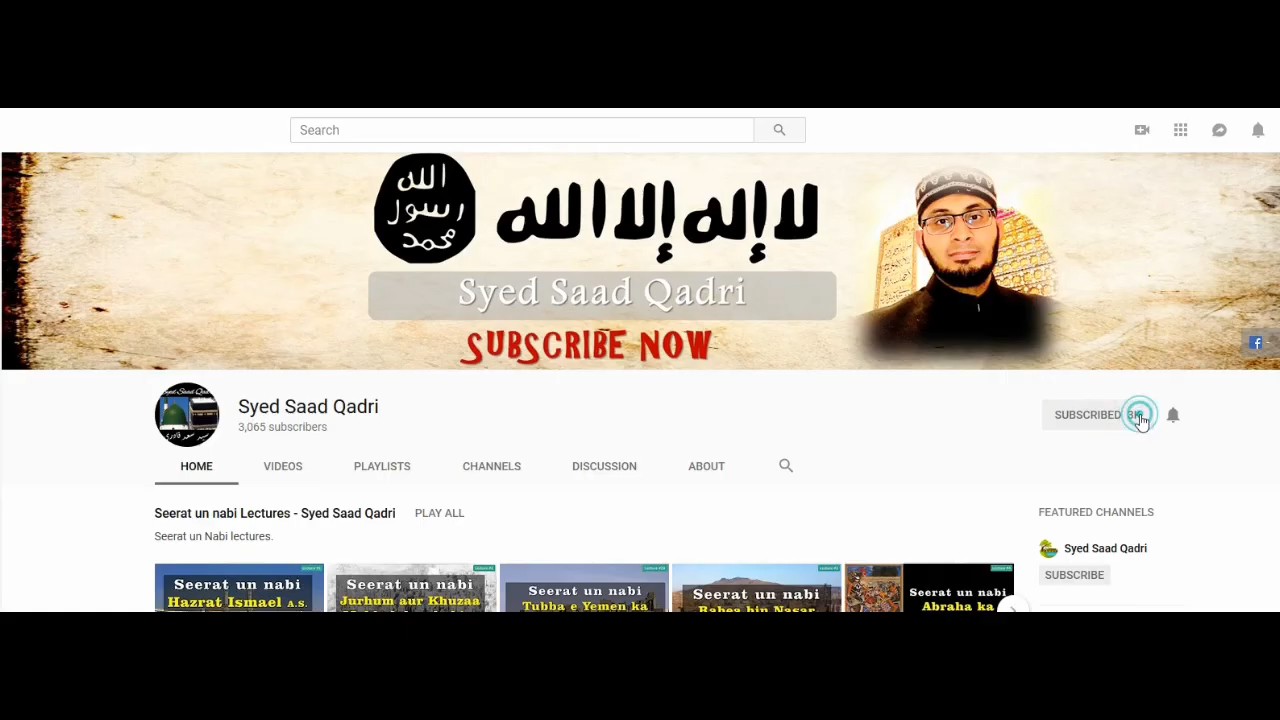 Search
الله
رسول
محمد
لا إله إلا الله
Syed Saad Qadri
SUBSCRIBE NOW
Syed Saad Qadri
3,065 subscribers
SUBSCRIBED
HOME VIDEOS PLAYLISTS CHANNELS DISCUSSION ABOUT
Seerat un nabi Lectures - Syed Saad Qadri PLAY ALL
Seerat un Nabi lectures.
Seerat un nabi
Hazrat Ismael A.S.
Seerat un nabi
Jurhum aur Khuzaa
Seerat un nabi
Tubba e Yemen ka
Seerat un nabi
Rabea bin Nasar
Seerat un nabi
Abraha ka
FEATURED CHANNELS
Syed Saad Qadri
SUBSCRIBE